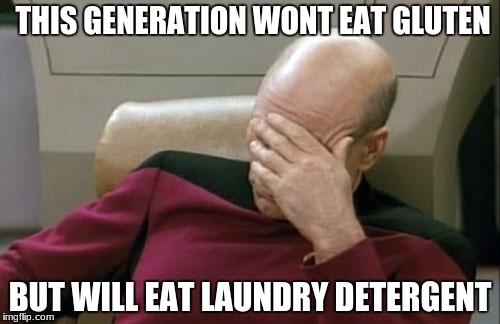 THIS GENERATION WONT EAT GLUTEN
BUT WILL EAT LAUNDRY DETERGENT
imgflip.com